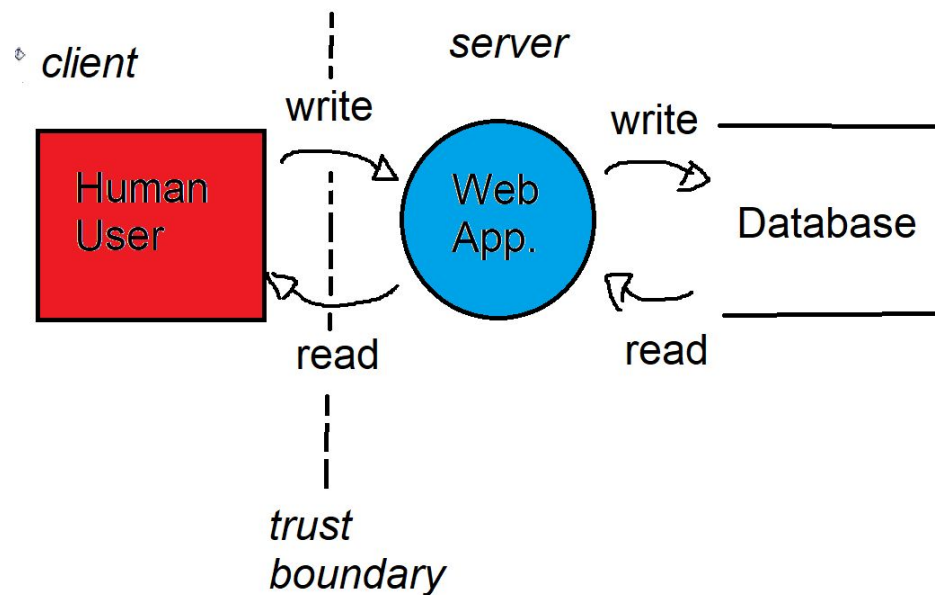 client
server
write
write
Human
User
Web
App.
Database
read
read
trust
boundary